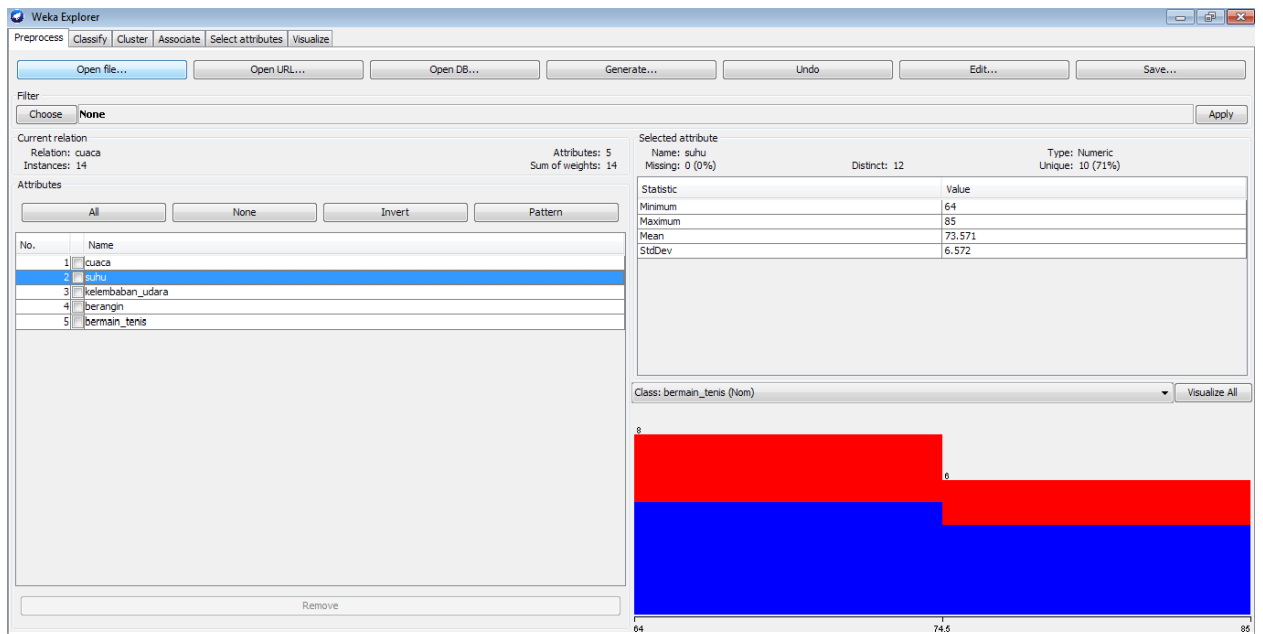 Weka Explorer
Preprocess Classify Cluster Associate Select attributes Visualize
Open file... Open URL... Open DB... Generate... Undo Edit... Save...
Filter
Choose None Apply
Current relation
Relation: cuaca Attributes: 5
Instances: 14 Sum of weights: 14
Selected attribute
Name: suhu Type: Numeric
Missing: 0 (0%) Distinct: 12 Unique: 10 (71%)
Attributes
All None Invert Pattern
No. Name
1 cuaca
2 suhu
3 kelembaban_udara
4 berangin
5 bermain_tenis
Remove
Statistic Value
Minimum 64
Maximum 85
Mean 73.571
StdDev 6.572
Class: bermain_tenis (Nom) Visualize All
8
6
64 74.5 85